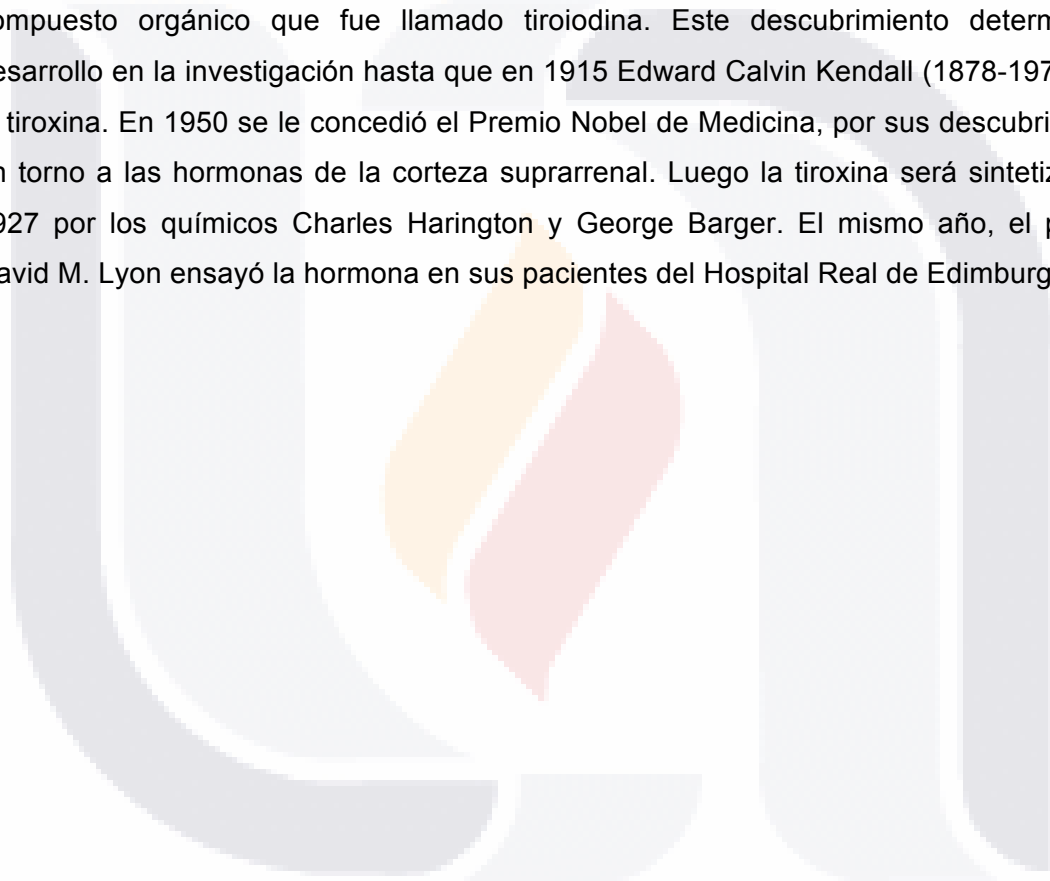 ompuesto orgánico que fue llamado tiroiodina. Este descubrimiento determ
esarrollo en la investigación hasta que en 1915 Edward Calvin Kendall (1878-197
tiroxina. En 1950 se le concedió el Premio Nobel de Medicina, por sus descubri
n torno a las hormonas de la corteza suprarrenal. Luego la tiroxina será sintetiz
927 por los químicos Charles Harington y George Barger. El mismo año, el p
avid M. Lyon ensayó la hormona en sus pacientes del Hospital Real de Edimburg